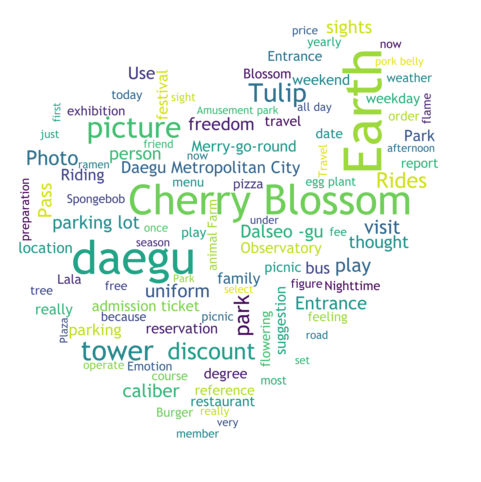 price
sights
yearly
Entrance
now
Earth
pork belly
Use
festival
Blossom
weekend
weather
today
sight
Tulip
all day
weekday
flame
exhibition
Amusement park
order
first
picture
freedom
travel
date
Park
just
friend
Merry-go-round
afternoon
Photo
ramen
person
now
Travel
report
Riding
Daegu Metropolitan City
Pass
menu
pizza
egg plant
Rides
preparation
Spongebob
Cherry Blossom
animal Farm
under
parking lot
once
play
Dalseo -gu
fee
visit
location
daegu
season
Observatory
thought
Lala
Park
family
picnic
bus
play
tree
free
uniform
select
park
figure
Nighttime
Entrance
really
admission ticket
because
picnic
suggestion
feeling
Plaza
parking
reservation
flowering
road
tower
discount
operate
Emotion
degree
most
set
course
caliber
reference
restaurant
Burger
really
very
member